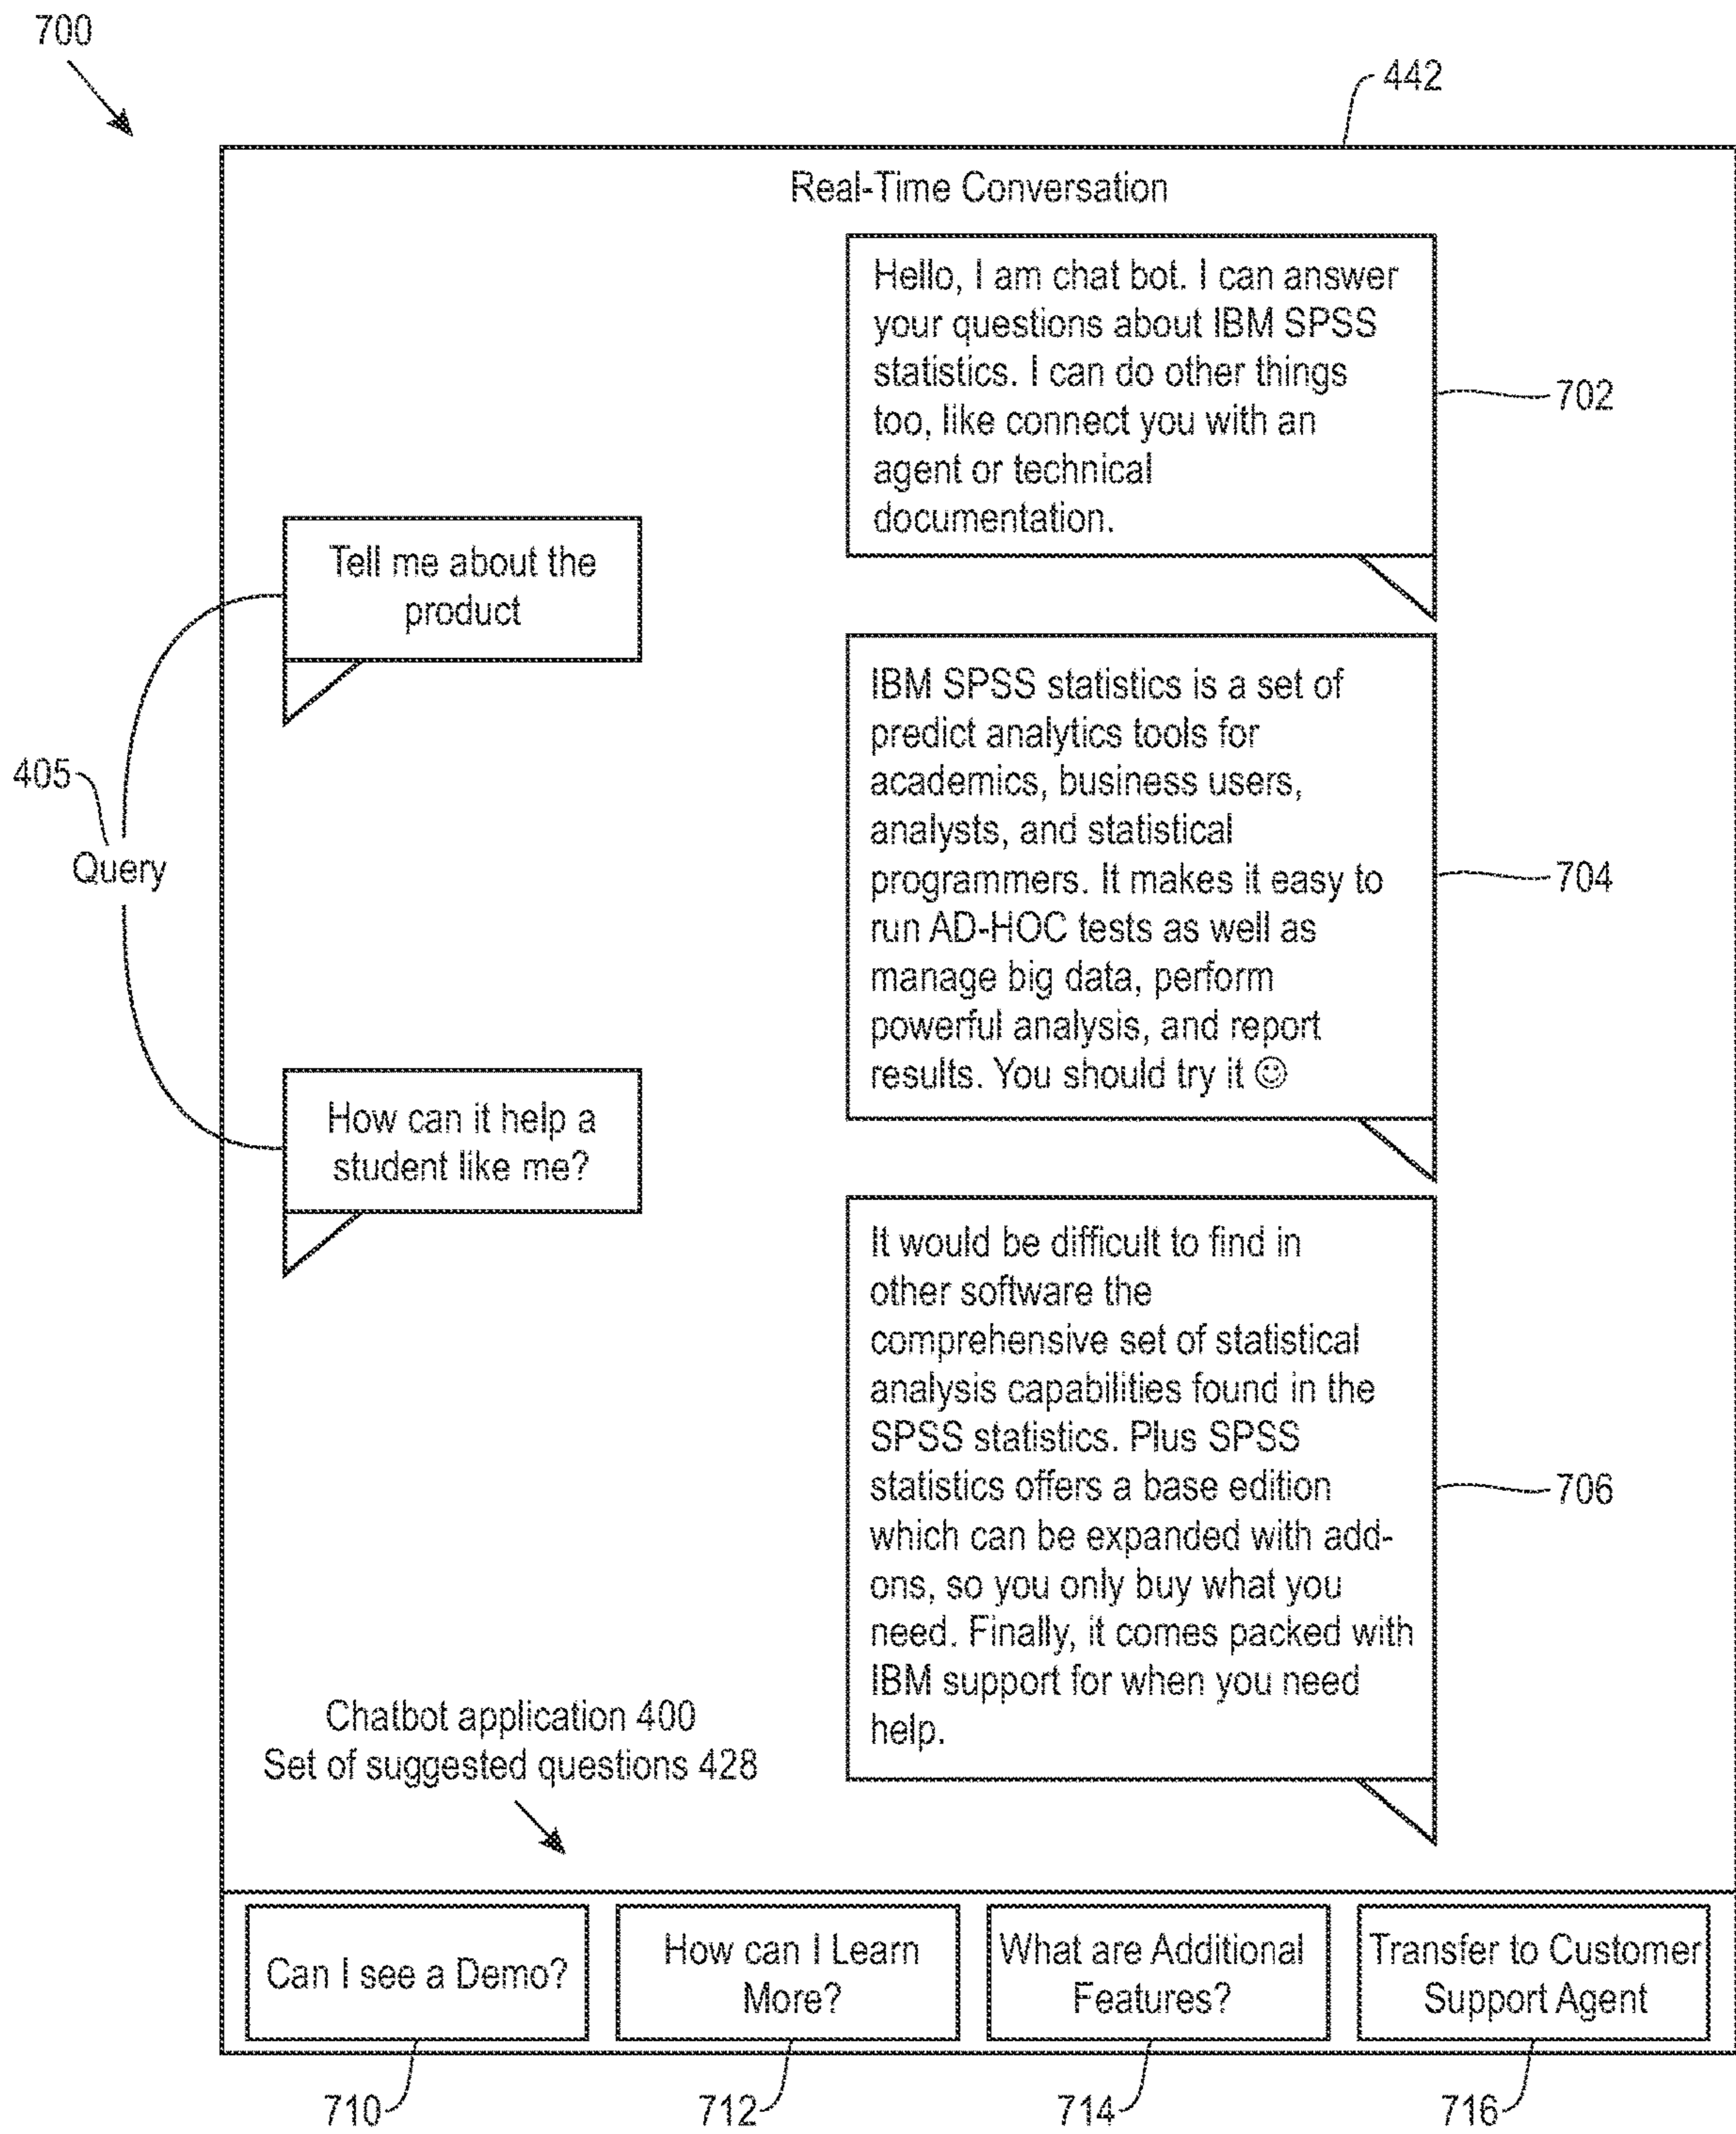 700
442
Real-Time Conversation
Hello, I am chat bot. I can answer
your questions about IBM SPSS
statistics. I can do other things
too, like connect you with an
agent or technical
documentation.
702
Tell me about the
product
IBM SPSS statistics is a set of
predict analytics tools for
academics, business users,
analysts, and statistical
programmers. It makes it easy to
run AD-HOC tests as well as
manage big data, perform
powerful analysis, and report
results. You should try it ☺
704
405
Query
How can it help a
student like me?
It would be difficult to find in
other software the
comprehensive set of statistical
analysis capabilities found in the
SPSS statistics. Plus SPSS
statistics offers a base edition
which can be expanded with add-
ons, so you only buy what you
need. Finally, it comes packed with
IBM support for when you need
help.
706
Chatbot application 400
Set of suggested questions 428
Can I see a Demo?
How can I Learn
More?
What are Additional
Features?
Transfer to Customer
Support Agent
710
712
714
716